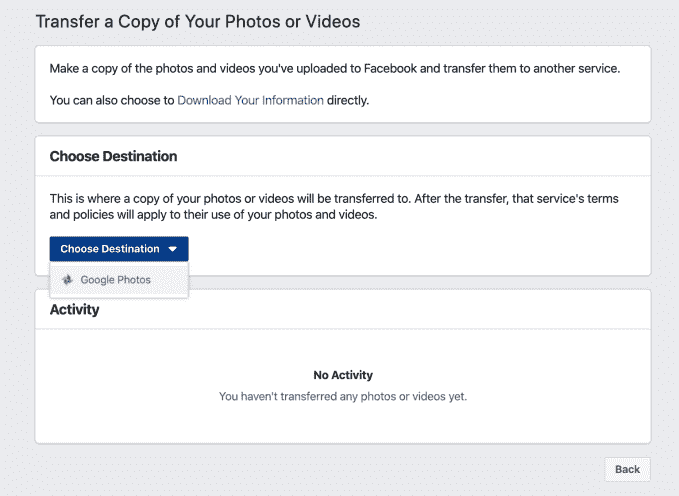 Transfer a Copy of Your Photos or Videos
Make a copy of the photos and videos you've uploaded to Facebook and transfer them to another service.
You can also choose to Download Your Information directly.
Choose Destination
This is where a copy of your photos or videos will be transferred to. After the transfer, that service's terms
and policies will apply to their use of your photos and videos.
Choose Destination
Google Photos
Activity
No Activity
You haven't transferred any photos or videos yet.
Back